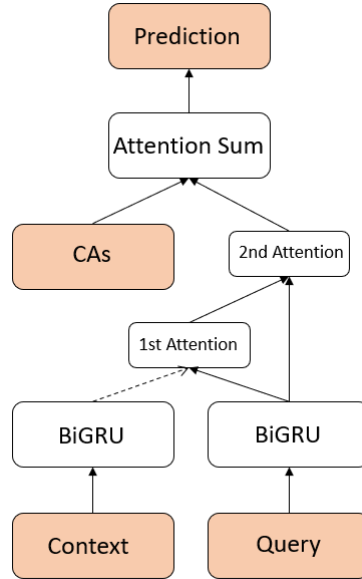 Prediction
Attention Sum
CAs
2nd Attention
1st Attention
BiGRU
BiGRU
Context
Query